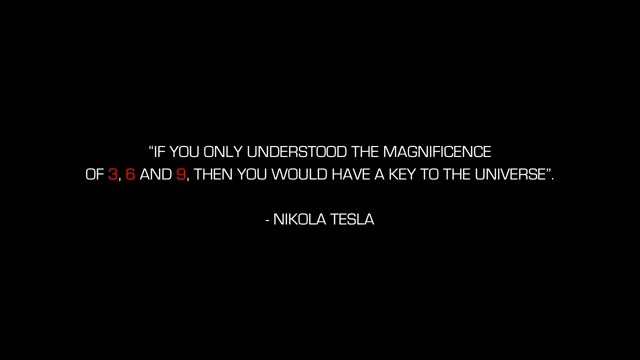 “IF YOU ONLY UNDERSTOOD THE MAGNIFICENCE
OF 3, 6 AND 9, THEN YOU WOULD HAVE A KEY TO THE UNIVERSE”.
- NIKOLA TESLA